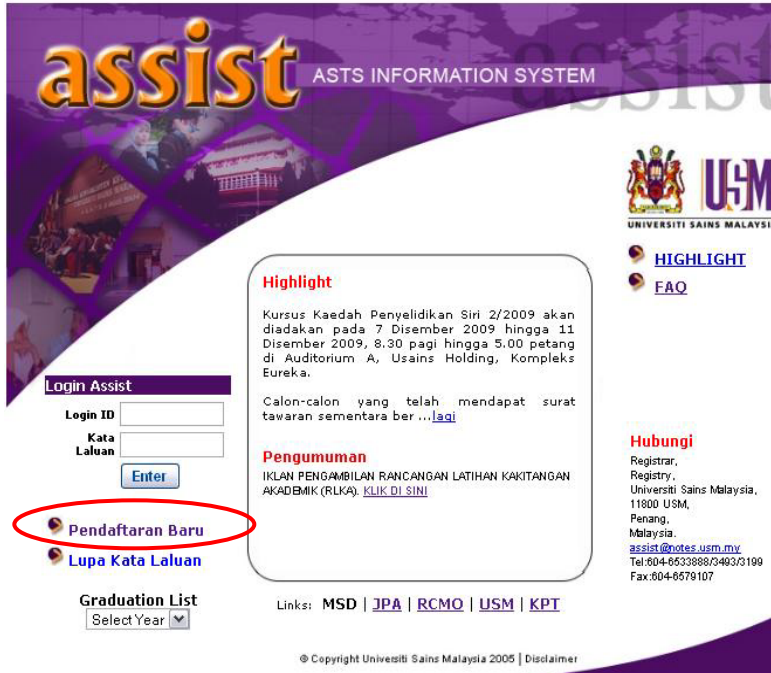 assist
assist
ASTS INFORMATION SYSTEM
USM
UNIVERSITI SAINS MALAYSI
HIGHLIGHT
FAQ
Highlight
Kursus Kaedah Penyelidikan Siri 2/2009 akan
diadakan pada 7 Disember 2009 hingga 11
Disember 2009, 8.30 pagi hingga 5.00 petang
di Auditorium A, Usains Holding, Kompleks
Eureka.
Calon-calon yang telah mendapat surat
tawaran sementara ber ...lagi
Pengumuman
IKLAN PENGAMBILAN RANCANGAN LATIHAN KAKITANGAN
AKADEMIK (RLKA). KLIK DI SINI
Login Assist
Login ID
Kata
Laluan
Enter
Pendaftaran Baru
Lupa Kata Laluan
Graduation List
Select Year
Hubungi
Registrar,
Registry,
Universiti Sains Malaysia,
11800 USM,
Penang,
Malaysia.
assist@notes.usm.my
Tel:604-6533888/3493/3199
Fax:604-6579107
Links: MSD | JPA | RCMO | USM | KPT
© Copyright Universiti Sains Malaysia 2005 | Disclaimer